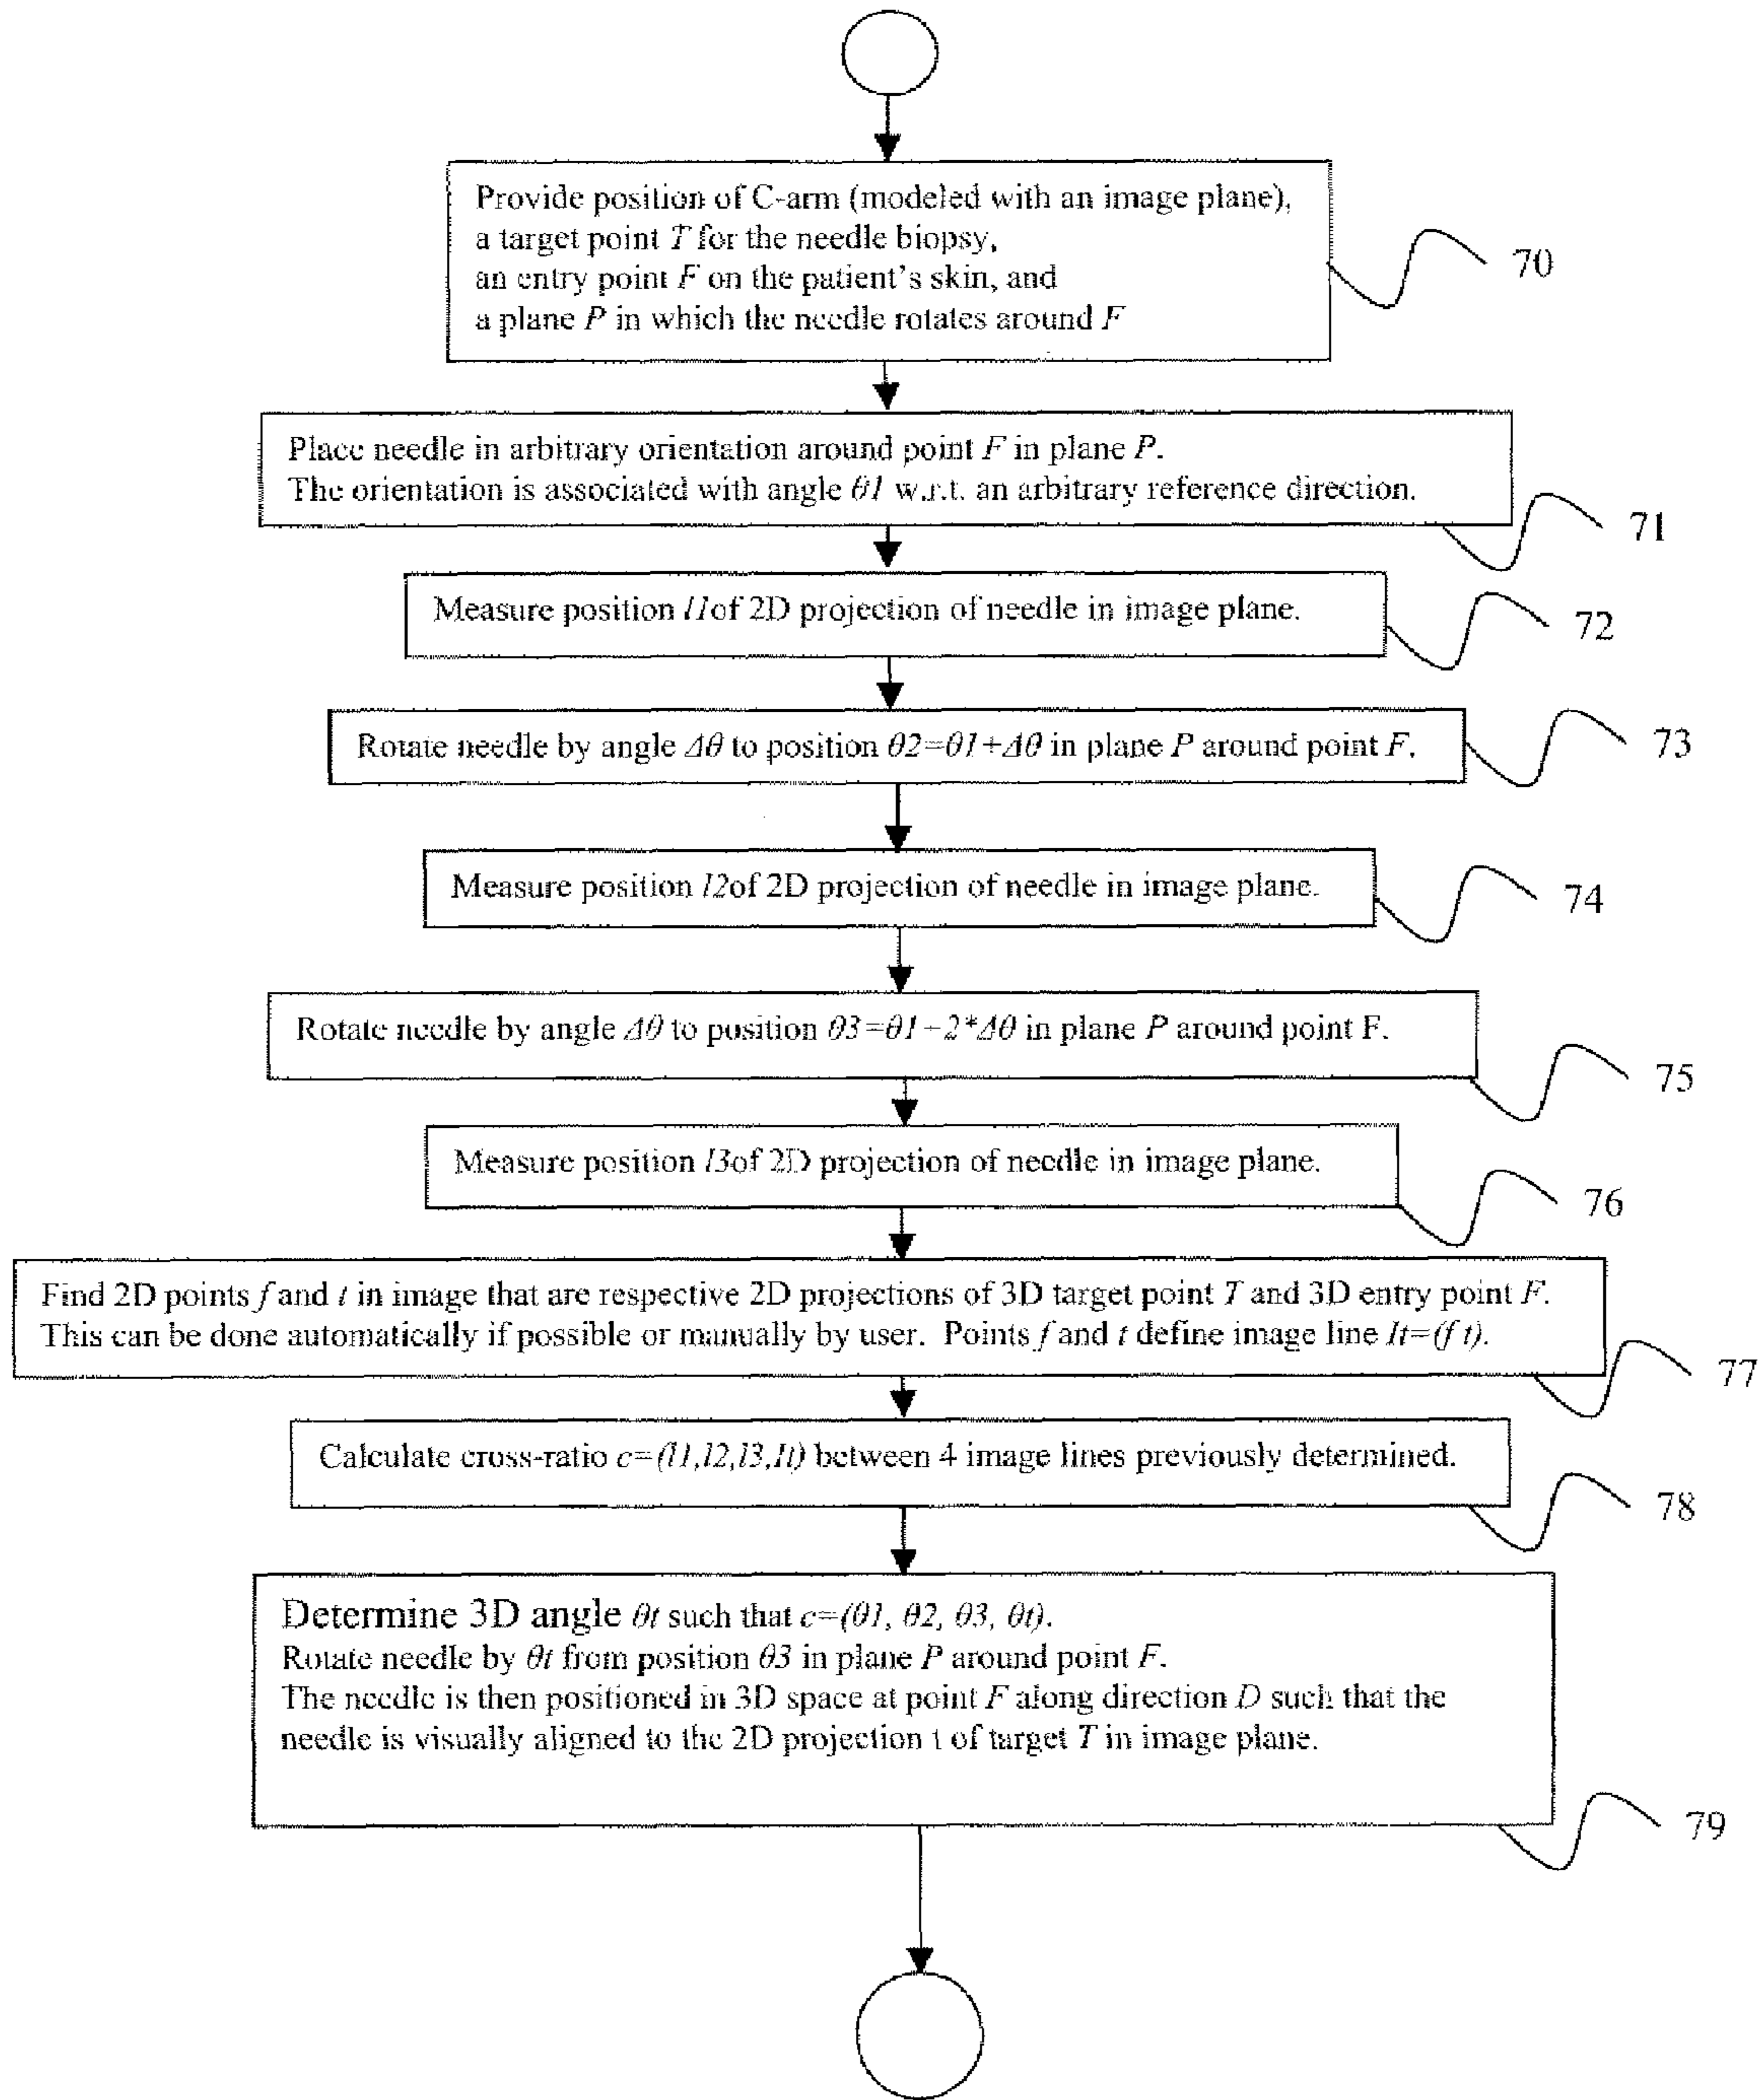 Provide position of C-arm (modeled with an image plane),
a target point T for the needle biopsy,
an entry point F on the patient's skin, and
a plane P in which the needle rotates around F
70
Place needle in arbitrary orientation around point F in plane P.
The orientation is associated with angle θ1 w.r.t. an arbitrary reference direction.
71
Measure position l1of 2D projection of needle in image plane.
72
Rotate needle by angle Δθ to position θ2=θ1+Δθ in plane P around point F.
73
Measure position l2of 2D projection of needle in image plane.
74
Rotate needle by angle Δθ to position θ3=θ1+2*Δθ in plane P around point F.
75
Measure position l3of 2D projection of needle in image plane.
76
Find 2D points f and t in image that are respective 2D projections of 3D target point T and 3D entry point F.
This can be done automatically if possible or manually by user. Points f and t define image line lt=(f t).
77
Calculate cross-ratio c=(l1,l2,l3,lt) between 4 image lines previously determined.
78
Determine 3D angle θt such that c=(θ1, θ2, θ3, θt).
Rotate needle by θt from position θ3 in plane P around point F.
The needle is then positioned in 3D space at point F along direction D such that the
needle is visually aligned to the 2D projection t of target T in image plane.
79